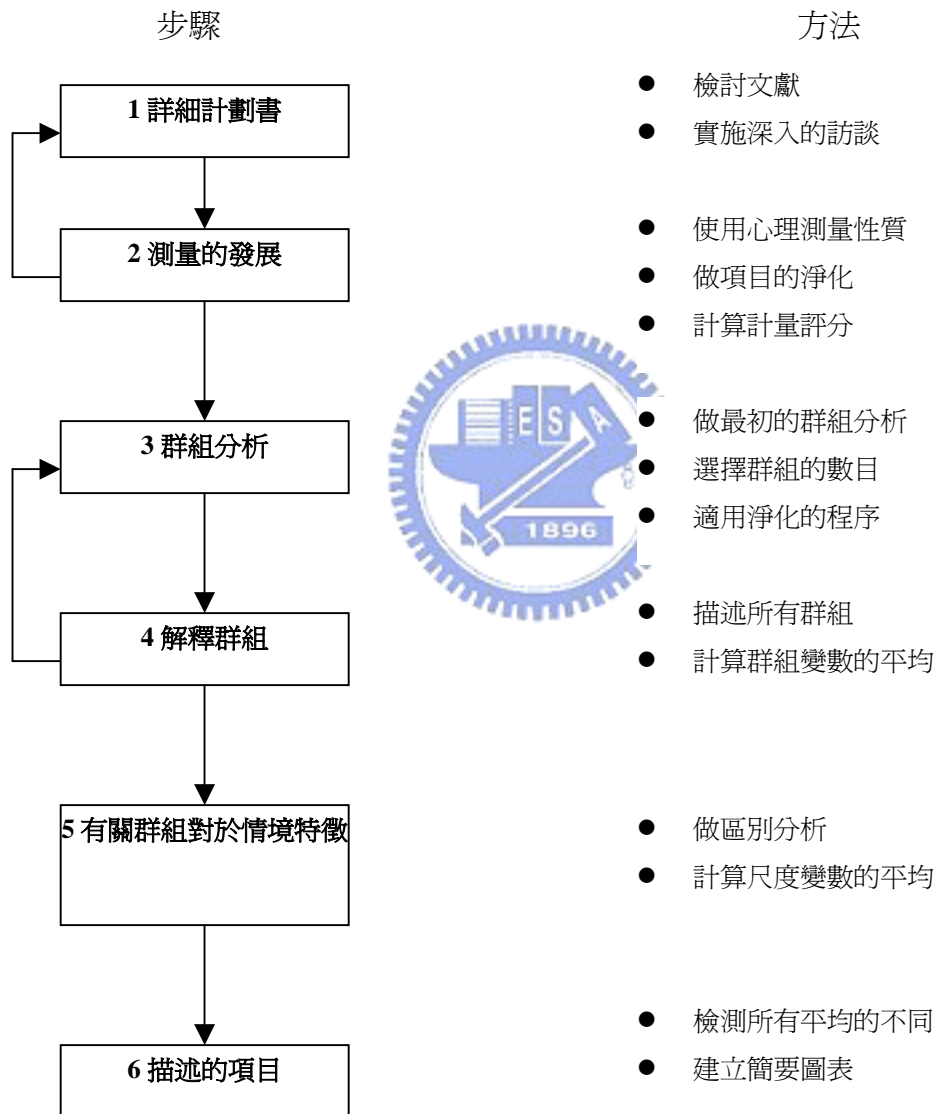 步驟
方法
1 詳細計劃書
● 檢討文獻
● 實施深入的訪談
2 測量的發展
● 使用心理測量性質
● 做項目的淨化
● 計算計量評分
3 群組分析
● 做最初的群組分析
● 選擇群組的數目
● 適用淨化的程序
E S A
1896
4 解釋群組
● 描述所有群組
● 計算群組變數的平均
5 有關群組對於情境特徵
● 做區別分析
● 計算尺度變數的平均
6 描述的項目
● 檢測所有平均的不同
● 建立簡要圖表